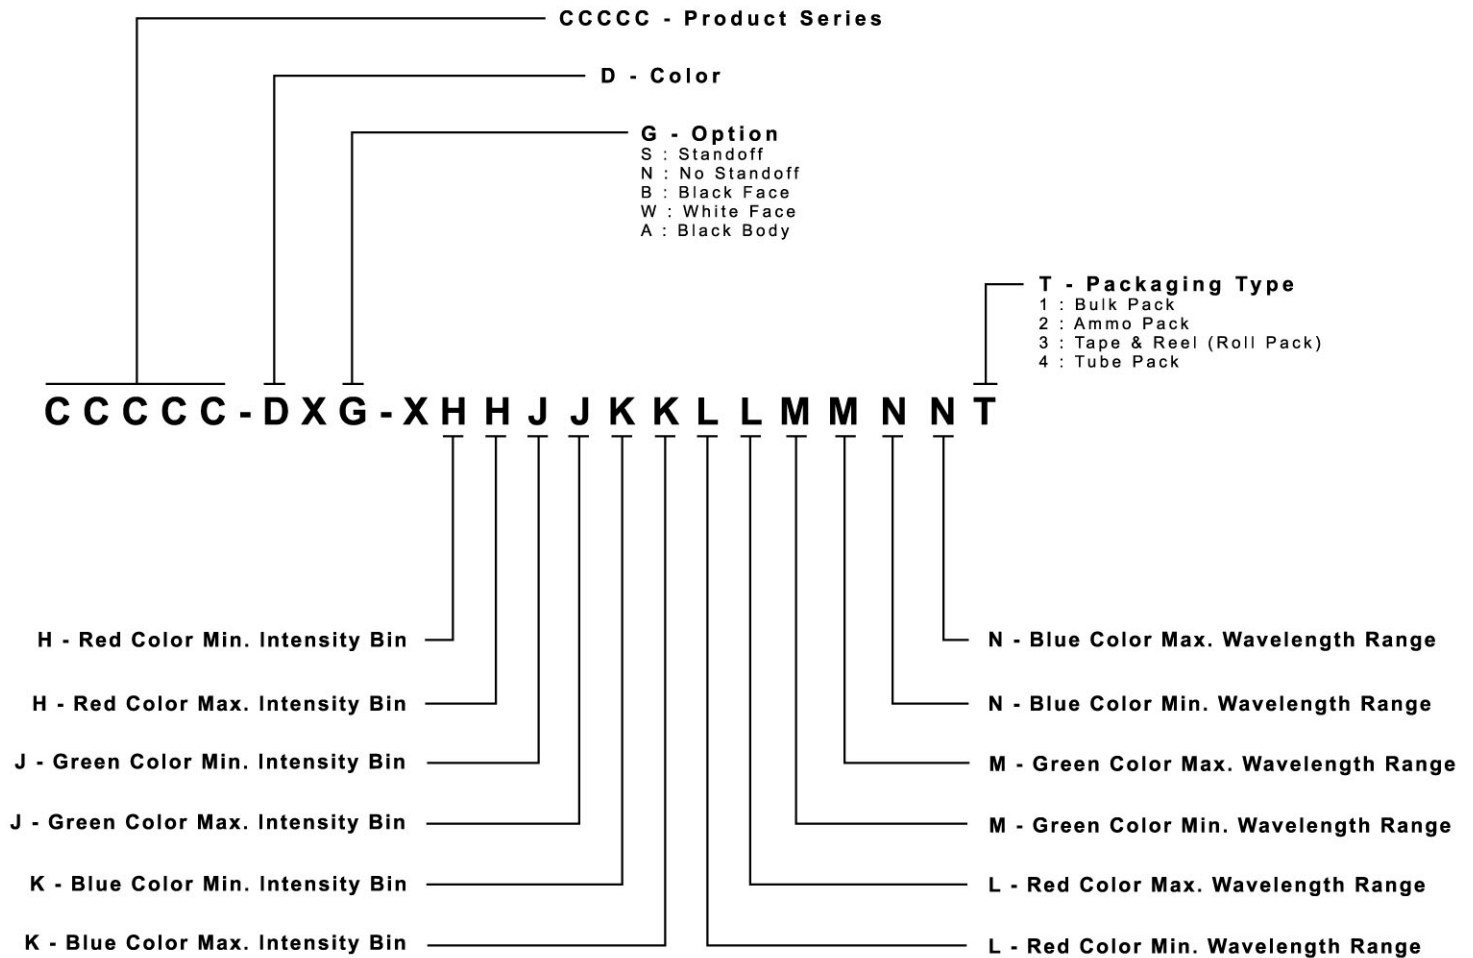 CCCCC - Product Series
D - Color
G - Option
S : Standoff
N : No Standoff
B : Black Face
W : White Face
A : Black Body
T - Packaging Type
1 : Bulk Pack
2 : Ammo Pack
3 : Tape & Reel (Roll Pack)
4 : Tube Pack
C C C C C - D X G - X H H J J K K L L M M N N T
H - Red Color Min. Intensity Bin
H - Red Color Max. Intensity Bin
J - Green Color Min. Intensity Bin
J - Green Color Max. Intensity Bin
K - Blue Color Min. Intensity Bin
K - Blue Color Max. Intensity Bin
N - Blue Color Max. Wavelength Range
N - Blue Color Min. Wavelength Range
M - Green Color Max. Wavelength Range
M - Green Color Min. Wavelength Range
L - Red Color Max. Wavelength Range
L - Red Color Min. Wavelength Range